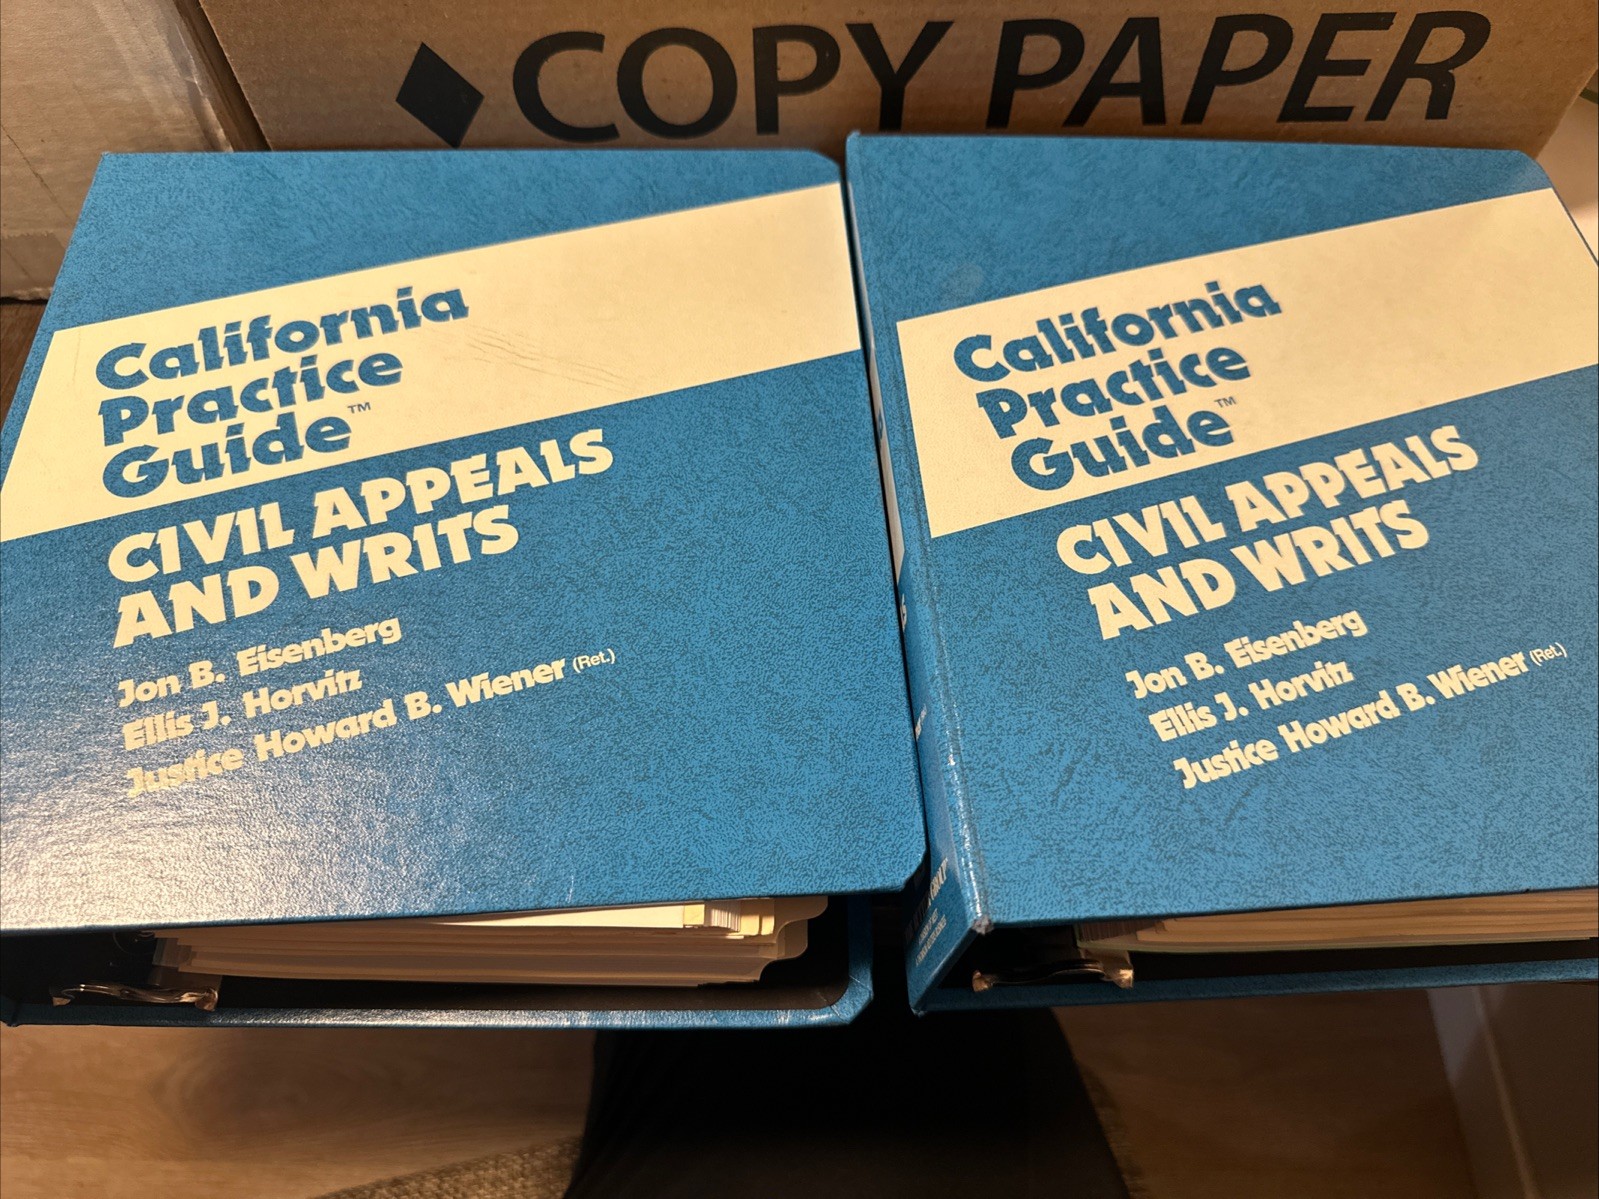 COPY PAPER
California
Practice
Guide™
CIVIL APPEALS
AND WRITS
Jon B. Eisenberg
Ellis J. Horvitz
Justice Howard B. Wiener (Ret.)
California
Practice
Guide™
CIVIL APPEALS
AND WRITS
Jon B. Eisenberg
Ellis J. Horvitz
Justice Howard B. Wiener (Ret.)